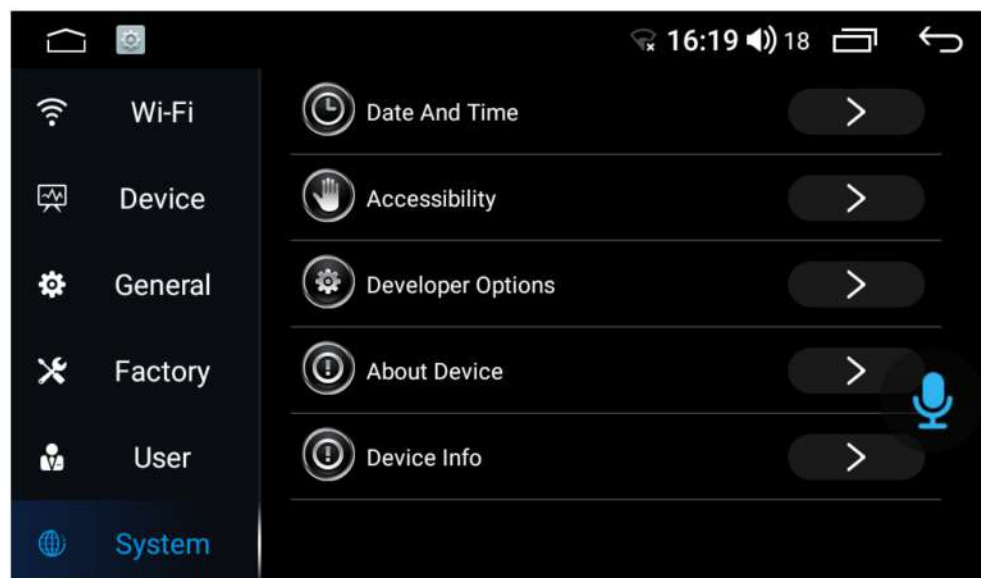 16:19 18
Wi-Fi
Device
General
Factory
User
System
Date And Time
Accessibility
Developer Options
About Device
Device Info